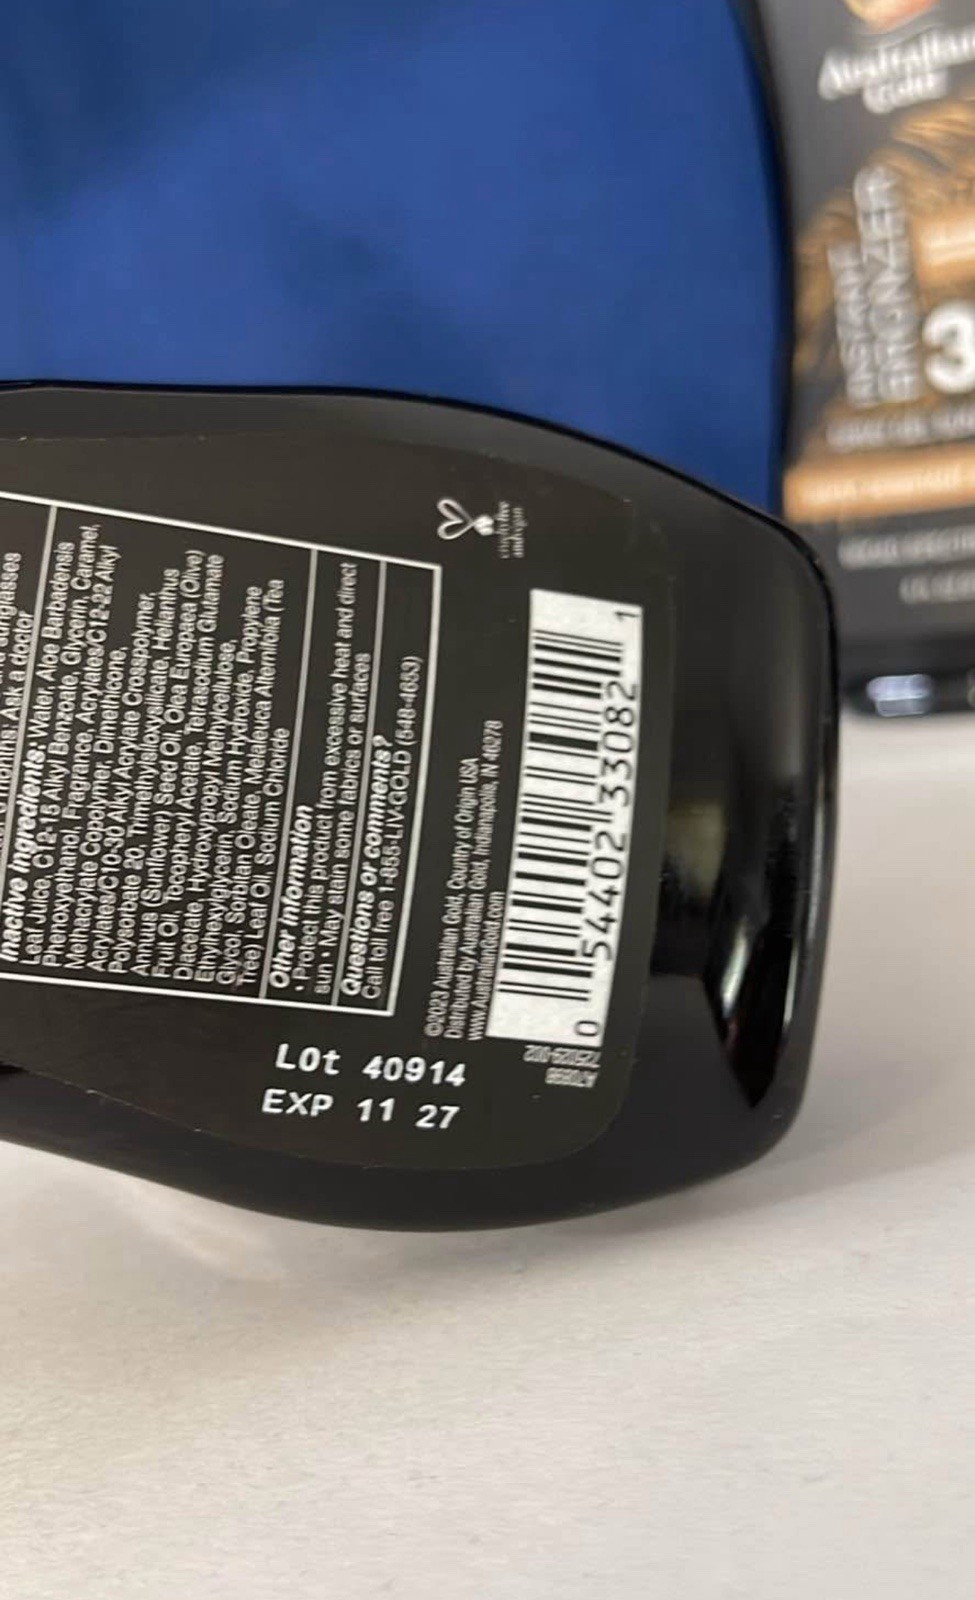 months. Ask a doctor
Inactive Ingredients: Water, Aloe Barbadensis
Leaf Juice, C12-15 Alkyl Benzoate, Glycerin, Caramel,
Phenoxyethanol, Fragrance, Acrylates/C12-22 Alkyl
Methacrylate Copolymer, Dimethicone,
Acrylates/C10-30 Alkyl Acrylate Crosspolymer,
Polysorbate 20, Trimethylsiloxysilicate, Helianthus
Annuus (Sunflower) Seed Oil, Olea Europaea (Olive)
Fruit Oil, Tocopheryl Acetate, Tetrasodium Glutamate
Diacetate, Hydroxypropyl Methylcellulose,
Ethylhexylglycerin, Sodium Hydroxide, Propylene
Glycol, Sorbitan Oleate, Melaleuca Alternifolia (Tea
Tree) Leaf Oil, Sodium Chloride
Other Information
• Protect this product from excessive heat and direct
sun • May stain some fabrics or surfaces
Questions or comments?
Call toll free 1-855-LIV-GOLD (548-4653)
©2023 Australian Gold, Country of Origin USA
Distributed by Australian Gold, Indianapolis, IN 46278
www.AustralianGold.com
0 54402 33082 1
Lot 40914
EXP 11 27
Australian
Gold
INSTANT
BRONZER
3